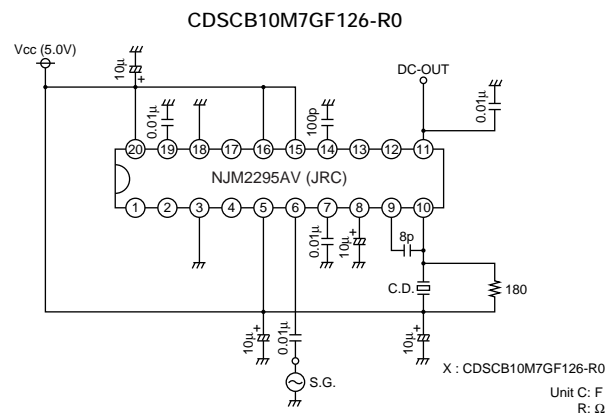 CDSCB10M7GF126-R0
Vcc (5.0V)
10μ
+
0.01μ
100p
DC-OUT
0.01μ
20 19 18 17 16 15 14 13 12 11
NJM2295AV (JRC)
1 2 3 4 5 6 7 8 9 10
0.01μ
10μ
+
8p
C.D.
180
10μ
+
0.01μ
10μ
+
S.G.
X : CDSCB10M7GF126-R0
Unit C: F
R: Ω